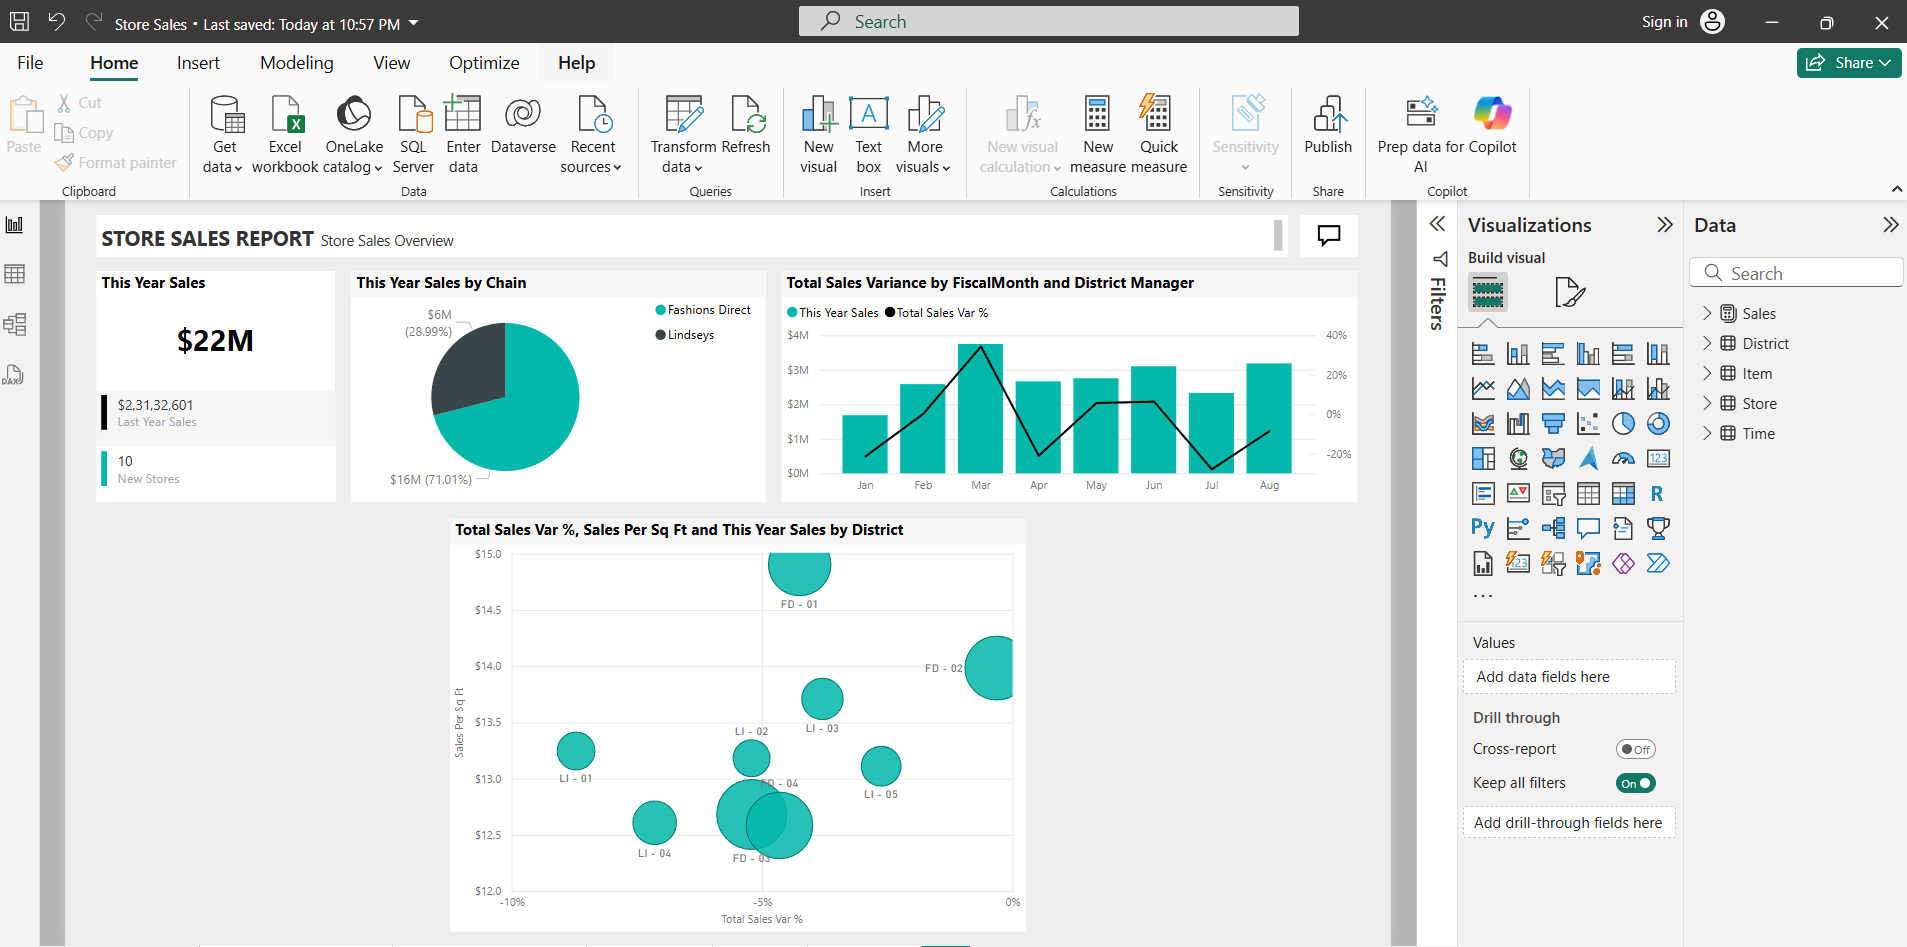 Store Sales • Last saved: Today at 10:57 PM
Search
Sign in
File Home Insert Modeling View Optimize Help
Share
Paste
Cut
Copy
Format painter
Clipboard
Get data
Excel workbook
OneLake catalog
SQL Server
Enter data
Dataverse
Recent sources
Data
Transform data
Refresh
Queries
New visual
Text box
More visuals
Insert
New visual calculation
New measure
Quick measure
Calculations
Sensitivity
Sensitivity
Publish
Share
Prep data for AI
Copilot
Copilot
STORE SALES REPORT Store Sales Overview
This Year Sales
$22M
$2,31,32,601
Last Year Sales
10
New Stores
This Year Sales by Chain
Fashions Direct
Lindseys
$6M
(28.99%)
$16M (71.01%)
Total Sales Variance by FiscalMonth and District Manager
This Year Sales Total Sales Var %
$4M
$3M
$2M
$1M
$0M
40%
20%
0%
-20%
Jan Feb Mar Apr May Jun Jul Aug
Total Sales Var %, Sales Per Sq Ft and This Year Sales by District
Sales Per Sq Ft
$15.0
$14.5
$14.0
$13.5
$13.0
$12.5
$12.0
FD - 01
FD - 02
LI - 03
LI - 02
LI - 01
FD - 04
LI - 05
LI - 04
FD - 03
-10% -5% 0%
Total Sales Var %
Filters
Visualizations
Build visual
123
R
Py
123
...
Values
Add data fields here
Drill through
Cross-report
Off
Keep all filters
On
Add drill-through fields here
Data
Search
Sales
District
Item
Store
Time
DAX